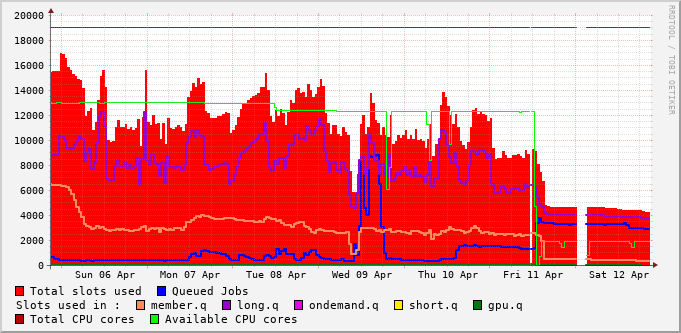 RRDTOOL / TOBI OETIKER
20000
18000
16000
14000
12000
10000
8000
6000
4000
2000
0
Sun 06 Apr Mon 07 Apr Tue 08 Apr Wed 09 Apr Thu 10 Apr Fri 11 Apr Sat 12 Apr
Total slots used Queued Jobs
Slots used in : member.q long.q ondemand.q short.q gpu.q
Total CPU cores Available CPU cores